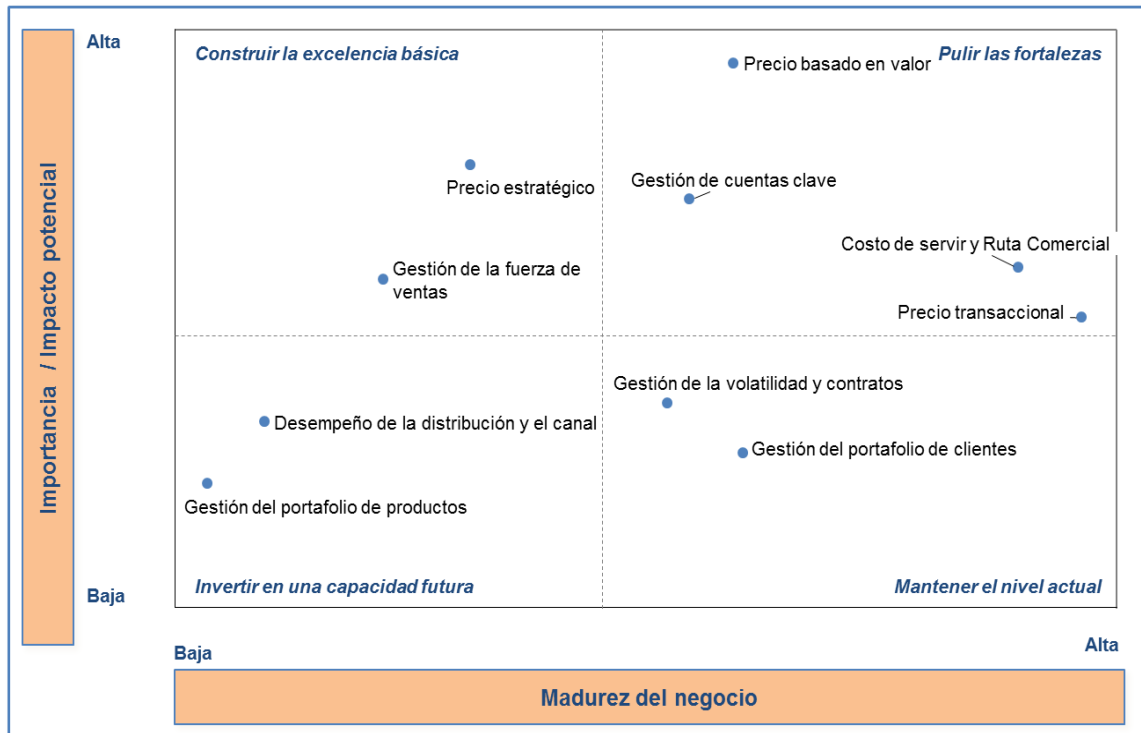 Alta
Construir la excelencia básica
Pulir las fortalezas
Precio basado en valor
Precio estratégico
Gestión de cuentas clave
Costo de servir y Ruta Comercial
Gestión de la fuerza de
ventas
Precio transaccional
Importancia / Impacto potencial
Gestión de la volatilidad y contratos
Desempeño de la distribución y el canal
Gestión del portafolio de clientes
Gestión del portafolio de productos
Invertir en una capacidad futura
Mantener el nivel actual
Baja
Baja
Alta
Madurez del negocio